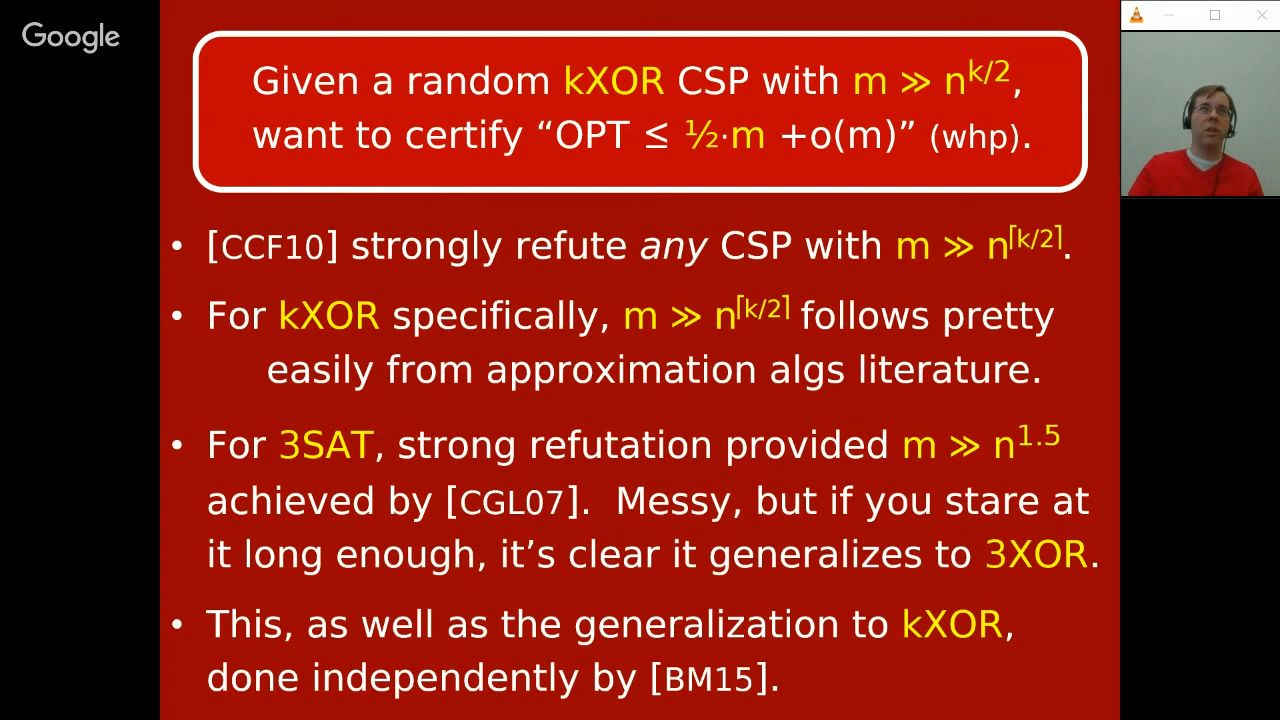 Google
Given a random kXOR CSP with m ≫ n^{k/2},
want to certify “OPT ≤ ½·m +o(m)” (whp).
• [CCF10] strongly refute any CSP with m ≫ n^{⌈k/2⌉}.
• For kXOR specifically, m ≫ n^{⌈k/2⌉} follows pretty
easily from approximation algs literature.
• For 3SAT, strong refutation provided m ≫ n^{1.5}
achieved by [CGL07]. Messy, but if you stare at
it long enough, it’s clear it generalizes to 3XOR.
• This, as well as the generalization to kXOR,
done independently by [BM15].